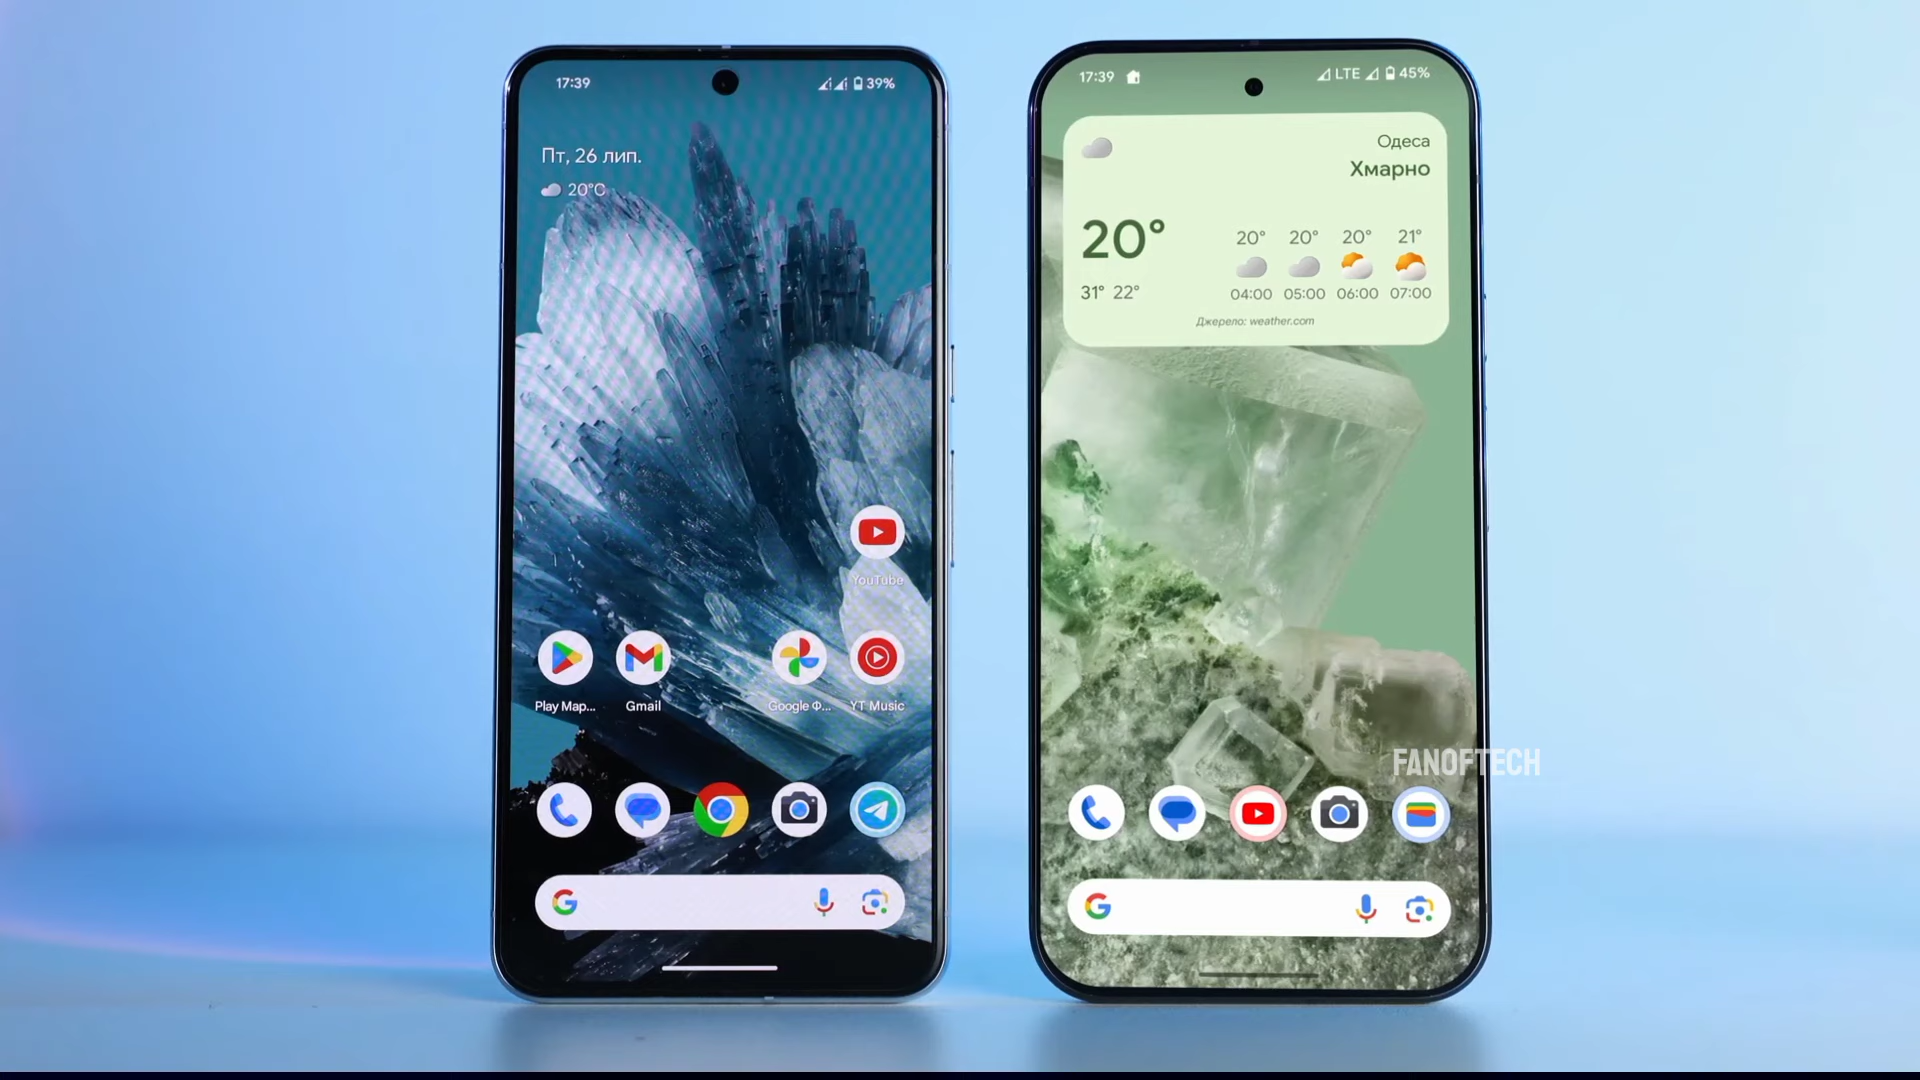 17:39
39%
Пт, 26 лип.
20°C
YouTube
Play Map...
Gmail
Google Ф...
YT Music
17:39
LTE
45%
Одеса
Хмарно
20°
31° 22°
20° 20° 20° 21°
04:00 05:00 06:00 07:00
Джерело: weather.com
FANOFTECH